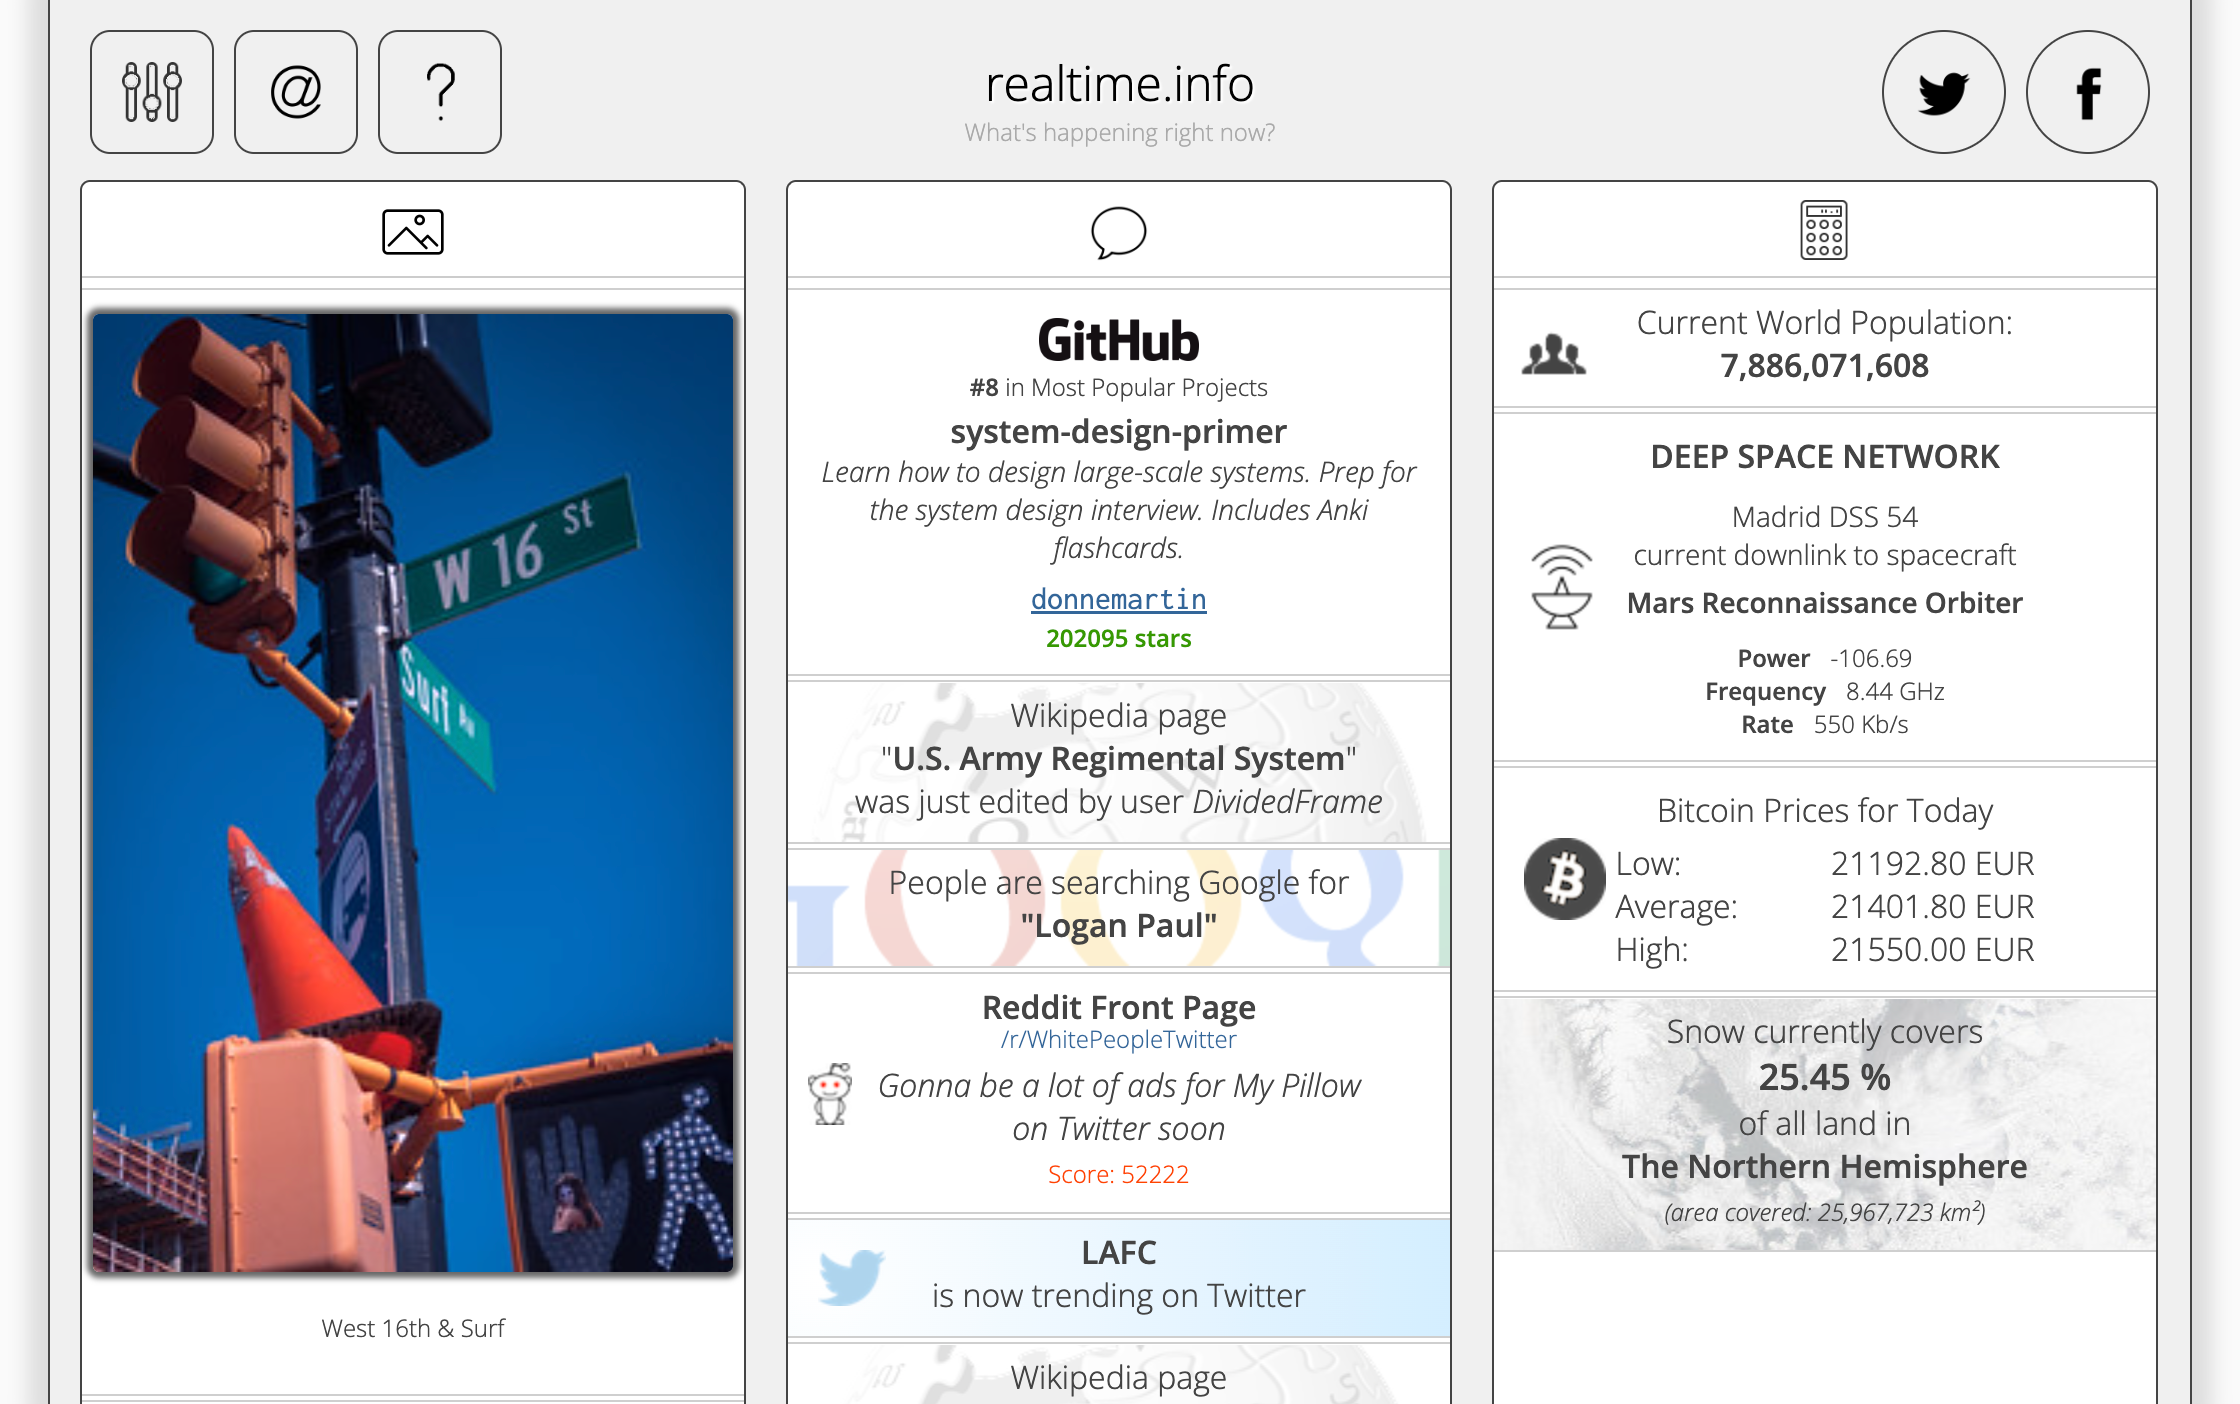 realtime.info
What's happening right now?
W 16 St
Surf Av
West 16th & Surf
GitHub
#8 in Most Popular Projects
system-design-primer
Learn how to design large-scale systems. Prep for
the system design interview. Includes Anki
flashcards.
donnemartin
202095 stars
Wikipedia page
"U.S. Army Regimental System"
was just edited by user DividedFrame
People are searching Google for
"Logan Paul"
Reddit Front Page
/r/WhitePeopleTwitter
Gonna be a lot of ads for My Pillow
on Twitter soon
Score: 52222
LAFC
is now trending on Twitter
Wikipedia page
Current World Population:
7,886,071,608
DEEP SPACE NETWORK
Madrid DSS 54
current downlink to spacecraft
Mars Reconnaissance Orbiter
Power -106.69
Frequency 8.44 GHz
Rate 550 Kb/s
Bitcoin Prices for Today
Low: 21192.80 EUR
Average: 21401.80 EUR
High: 21550.00 EUR
Snow currently covers
25.45 %
of all land in
The Northern Hemisphere
(area covered: 25,967,723 km²)